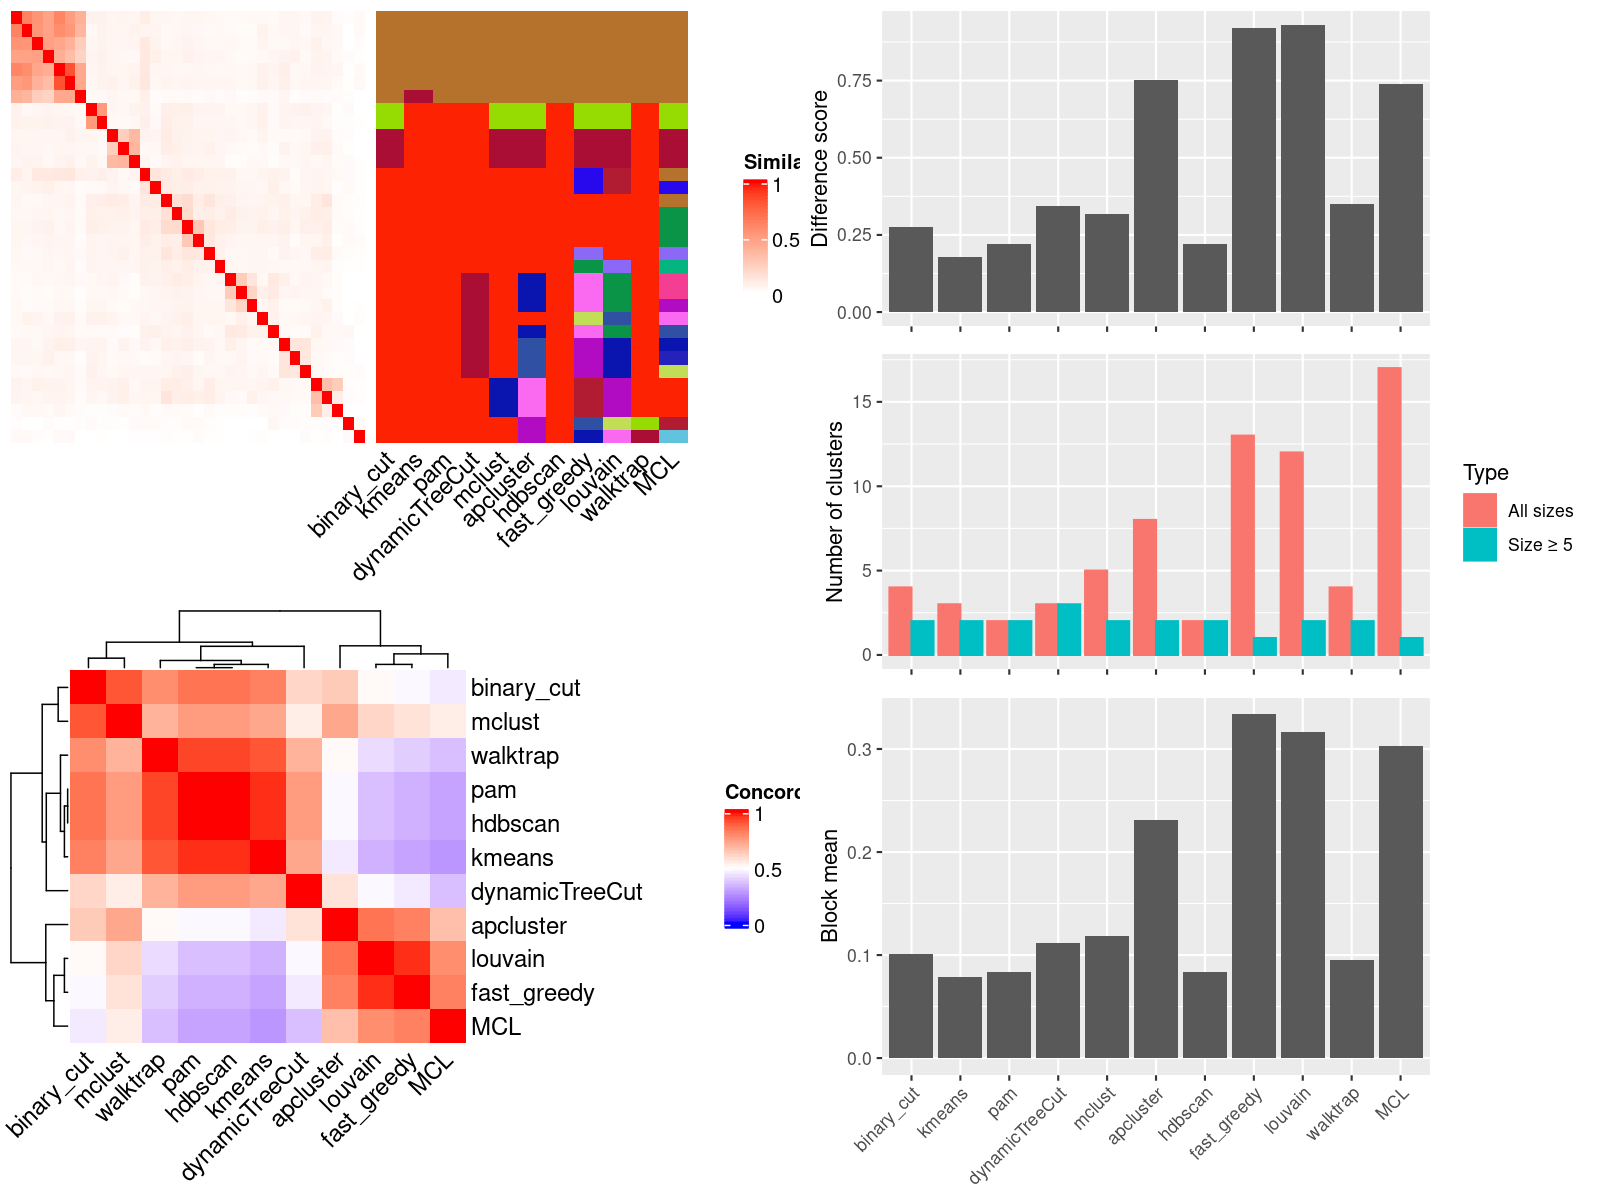 Simila
1
0.5
0
binary_cut
kmeans
pam
dynamicTreeCut
mclust
apcluster
hdbscan
fast_greedy
louvain
walktrap
MCL
Difference score
0.75
0.50
0.25
0.00
Number of clusters
15
10
5
0
Type
All sizes
Size ≥ 5
binary_cut
mclust
walktrap
pam
hdbscan
kmeans
dynamicTreeCut
apcluster
louvain
fast_greedy
MCL
binary_cut
mclust
walktrap
pam
hdbscan
kmeans
dynamicTreeCut
apcluster
louvain
fast_greedy
MCL
Concord
1
0.5
0
Block mean
0.3
0.2
0.1
0.0
binary_cut
kmeans
pam
dynamicTreeCut
mclust
apcluster
hdbscan
fast_greedy
louvain
walktrap
MCL